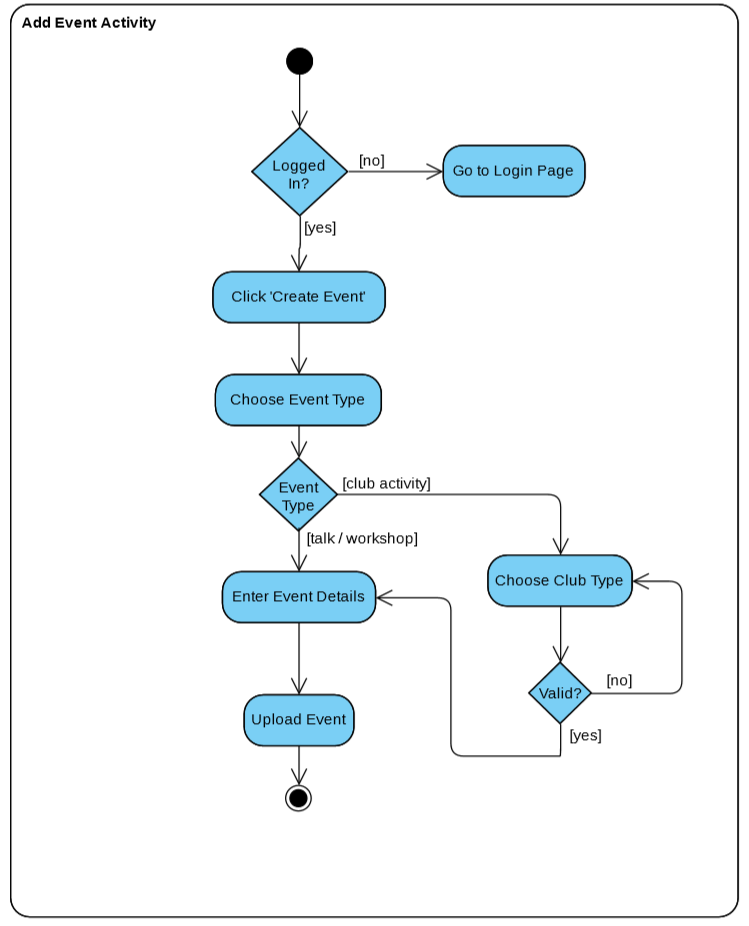 Add Event Activity
Logged
In?
[no]
Go to Login Page
[yes]
Click 'Create Event'
Choose Event Type
Event
Type
[club activity]
[talk / workshop]
Choose Club Type
Enter Event Details
Valid?
[no]
[yes]
Upload Event